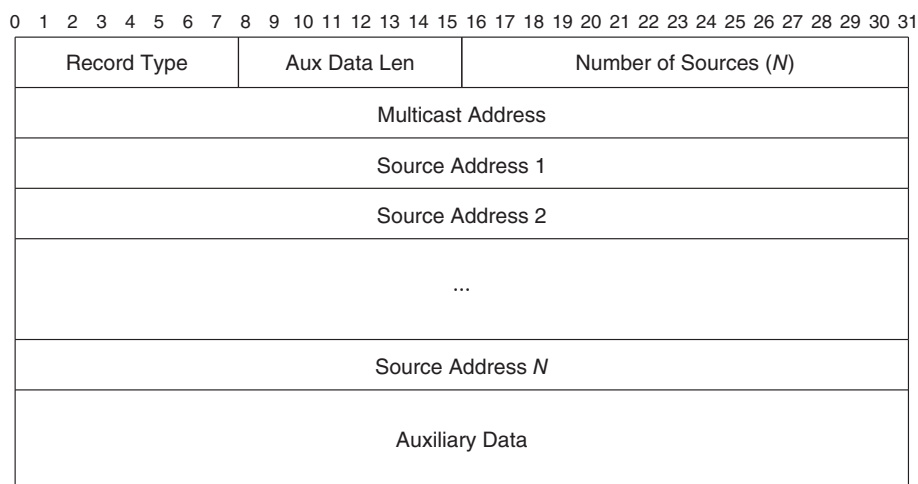 0 1 2 3 4 5 6 7 8 9 10 11 12 13 14 15 16 17 18 19 20 21 22 23 24 25 26 27 28 29 30 31
Record Type Aux Data Len Number of Sources (N)
Multicast Address
Source Address 1
Source Address 2
...
Source Address N
Auxiliary Data